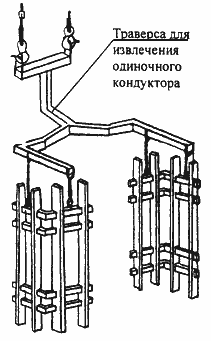 Траверса для
извлечения
одиночного
кондуктора